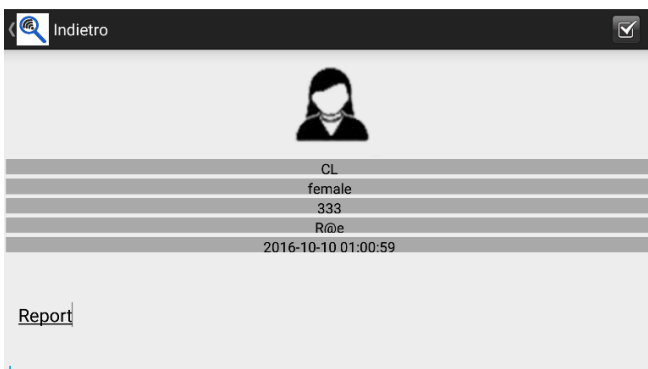 Indietro
CL
female
333
R@e
2016-10-10 01:00:59
Report